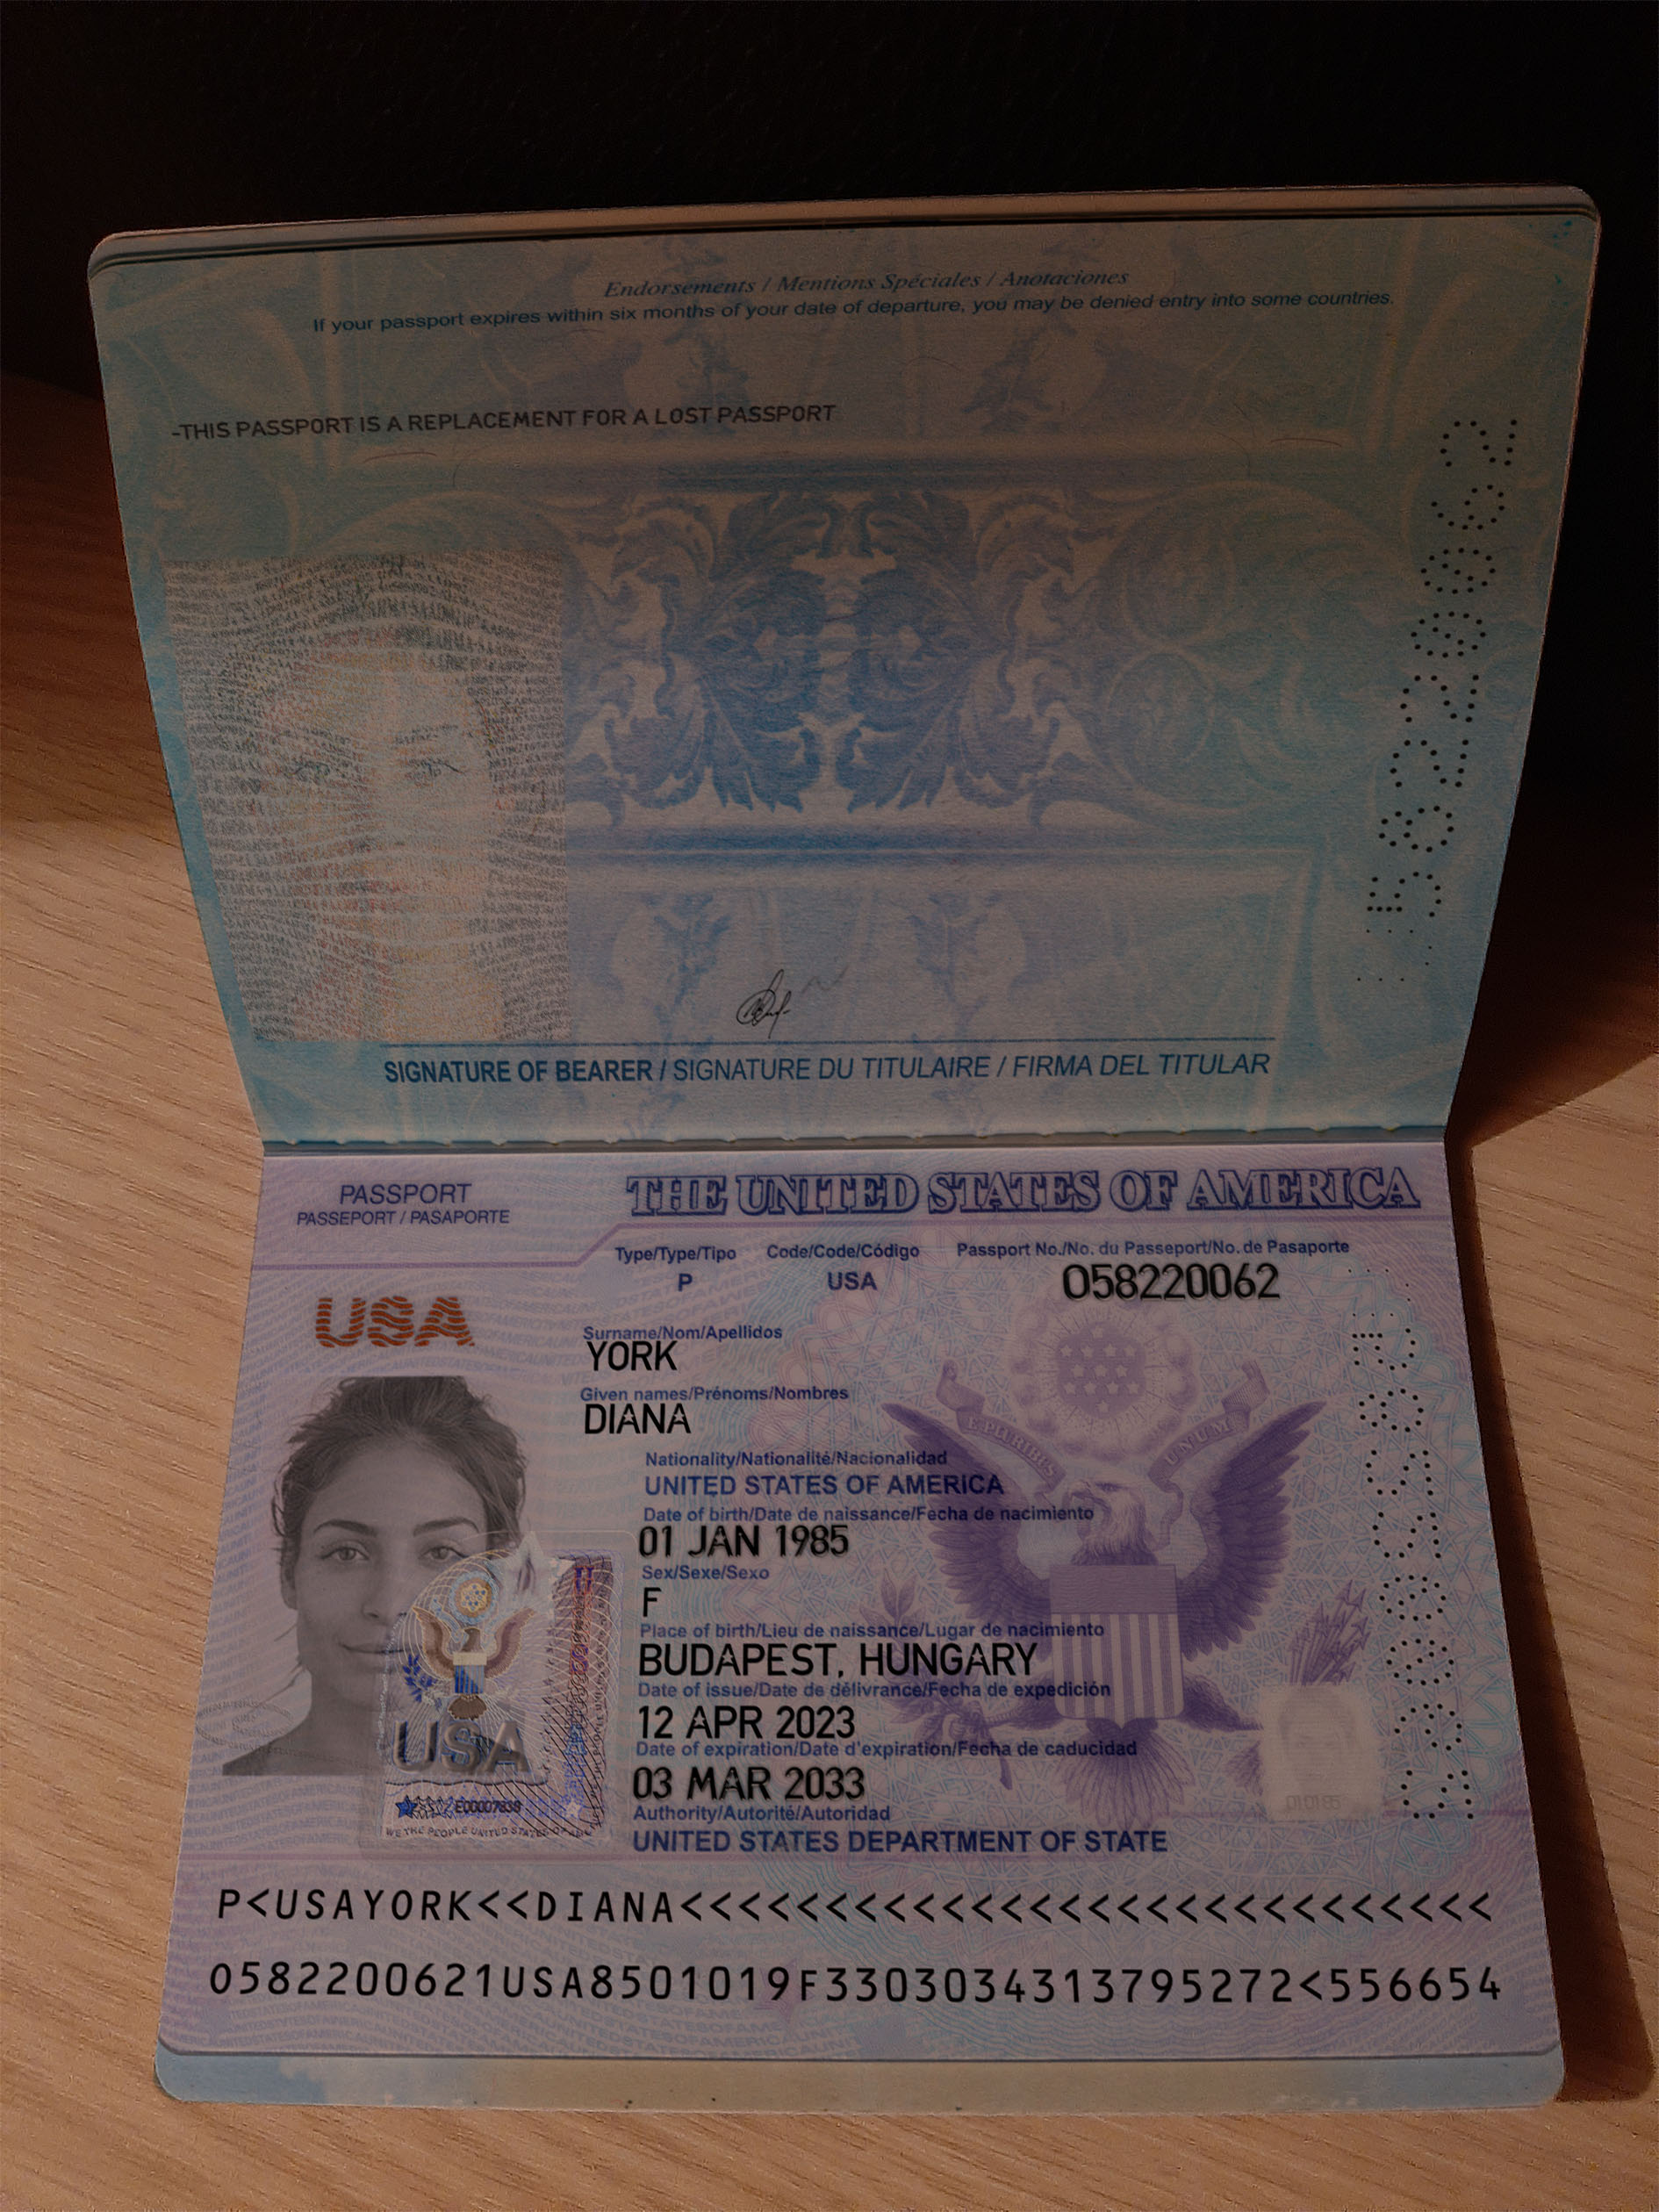 Endorsements / Mentions Spéciales / Anotaciones
If your passport expires within six months of your date of departure, you may be denied entry into some countries.
-THIS PASSPORT IS A REPLACEMENT FOR A LOST PASSPORT
SIGNATURE OF BEARER / SIGNATURE DU TITULAIRE / FIRMA DEL TITULAR
PASSPORT
PASSEPORT / PASAPORTE
THE UNITED STATES OF AMERICA
Type/Type/Tipo Code/Code/Código Passport No./No. du Passeport/No. de Pasaporte
P USA O58220062
USA
Surname/Nom/Apellidos
YORK
Given names/Prénoms/Nombres
DIANA
E PLURIBUS UNUM
Nationality/Nationalité/Nacionalidad
UNITED STATES OF AMERICA
Date of birth/Date de naissance/Fecha de nacimiento
01 JAN 1985
Sex/Sexe/Sexo
F
Place of birth/Lieu de naissance/Lugar de nacimiento
BUDAPEST, HUNGARY
Date of issue/Date de délivrance/Fecha de expedición
12 APR 2023
Date of expiration/Date d'expiration/Fecha de caducidad
03 MAR 2033
Authority/Autorité/Autoridad
UNITED STATES DEPARTMENT OF STATE
USA
WE THE PEOPLE UNITED STATES OF AME
P<USAYORK<<DIANA<<<<<<<<<<<<<<<<<<<<<<<<<<<<
0582200621USA8501019F3303034313795272<556654